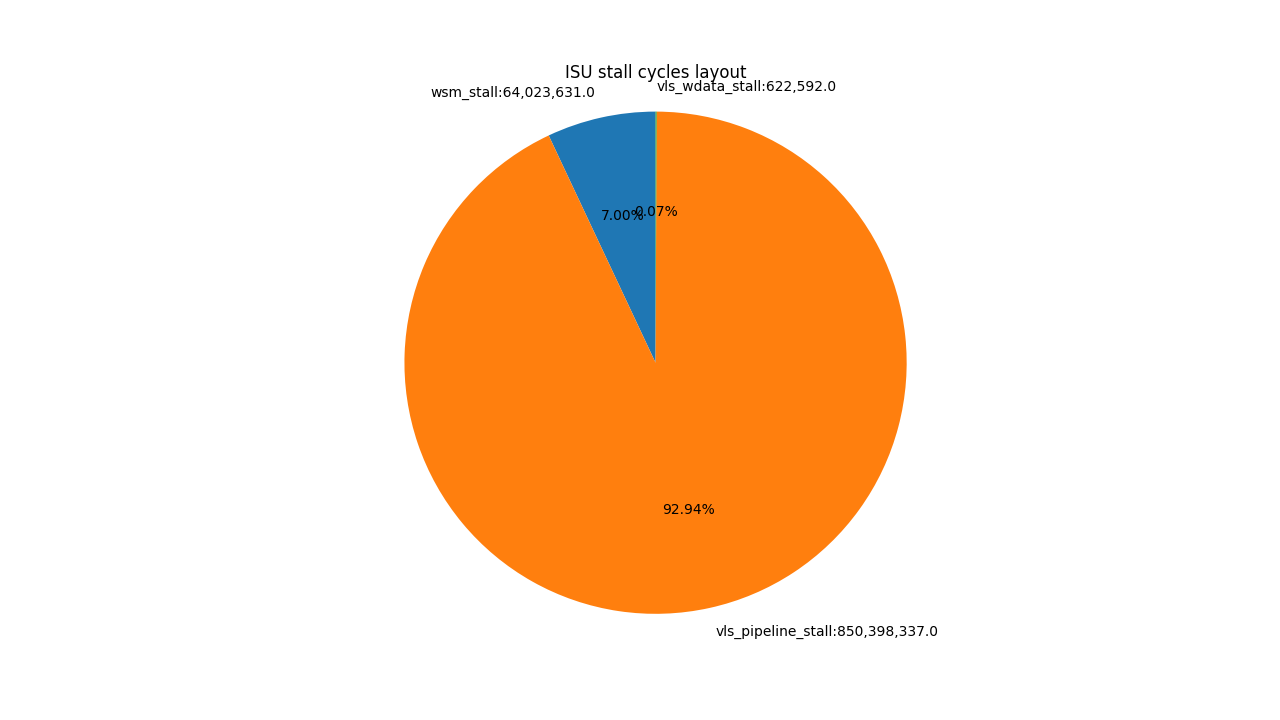 ISU stall cycles layout
vls_wdata_stall:622,592.0
wsm_stall:64,023,631.0
7.00%
0.07%
92.94%
vls_pipeline_stall:850,398,337.0